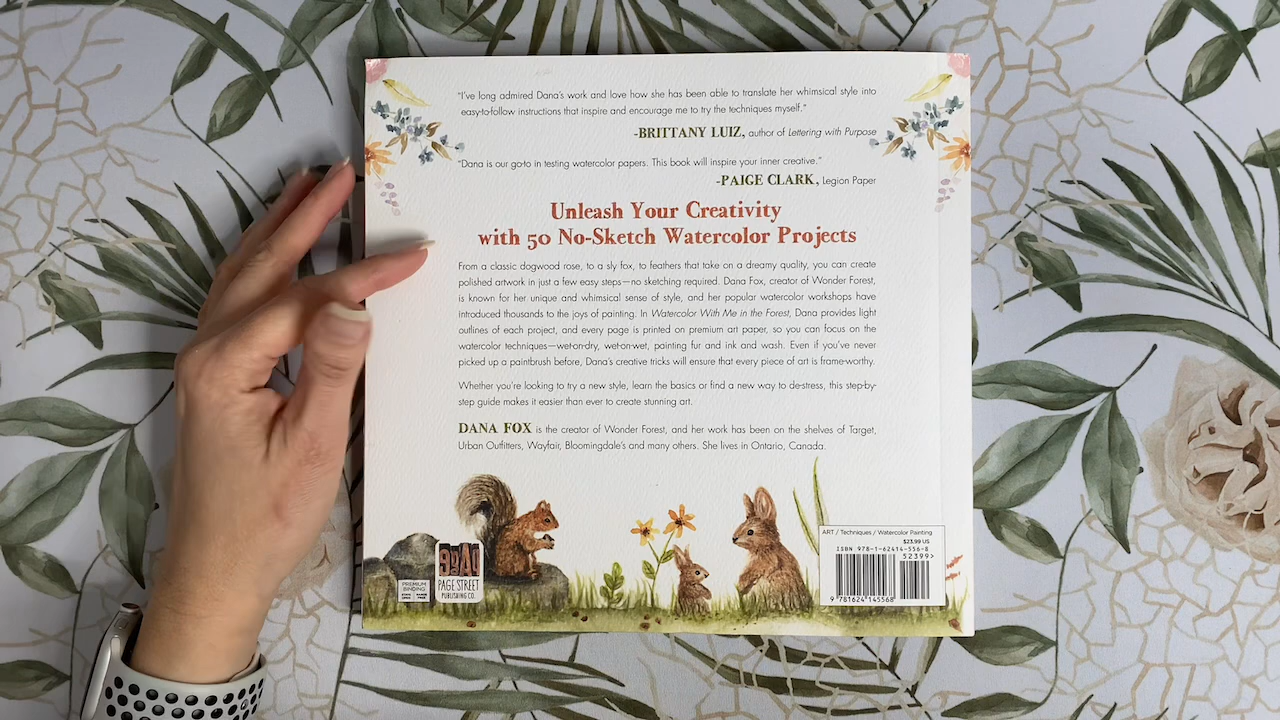 “I’ve long admired Dana’s work and love how she has been able to translate her whimsical style into
easy-to-follow instructions that inspire and encourage me to try the techniques myself.”
-BRITTANY LUIZ, author of Lettering with Purpose
“Dana is our go-to in testing watercolor papers. This book will inspire your inner creative.”
-PAIGE CLARK, Legion Paper
Unleash Your Creativity
with 50 No-Sketch Watercolor Projects
From a classic dogwood rose, to a sly fox, to feathers that take on a dreamy quality, you can create
polished artwork in just a few easy steps—no sketching required. Dana Fox, creator of Wonder Forest,
is known for her unique and whimsical sense of style, and her popular watercolor workshops have
introduced thousands to the joys of painting. In Watercolor With Me in the Forest, Dana provides light
outlines of each project, and every page is printed on premium art paper, so you can focus on the
watercolor techniques—wet-on-dry, wet-on-wet, painting fur and ink and wash. Even if you’ve never
picked up a paintbrush before, Dana’s creative tricks will ensure that every piece of art is frame-worthy.
Whether you’re looking to try a new style, learn the basics or find a new way to de-stress, this step-by-
step guide makes it easier than ever to create stunning art.
DANA FOX is the creator of Wonder Forest, and her work has been on the shelves of Target,
Urban Outfitters, Wayfair, Bloomingdale’s and many others. She lives in Ontario, Canada.
PREMIUM
BINDING
PAGE STREET
PUBLISHING CO.
ART / Techniques / Watercolor Painting
$23.99 US
ISBN 978-1-62414-556-8
52399>
9 781624 145568